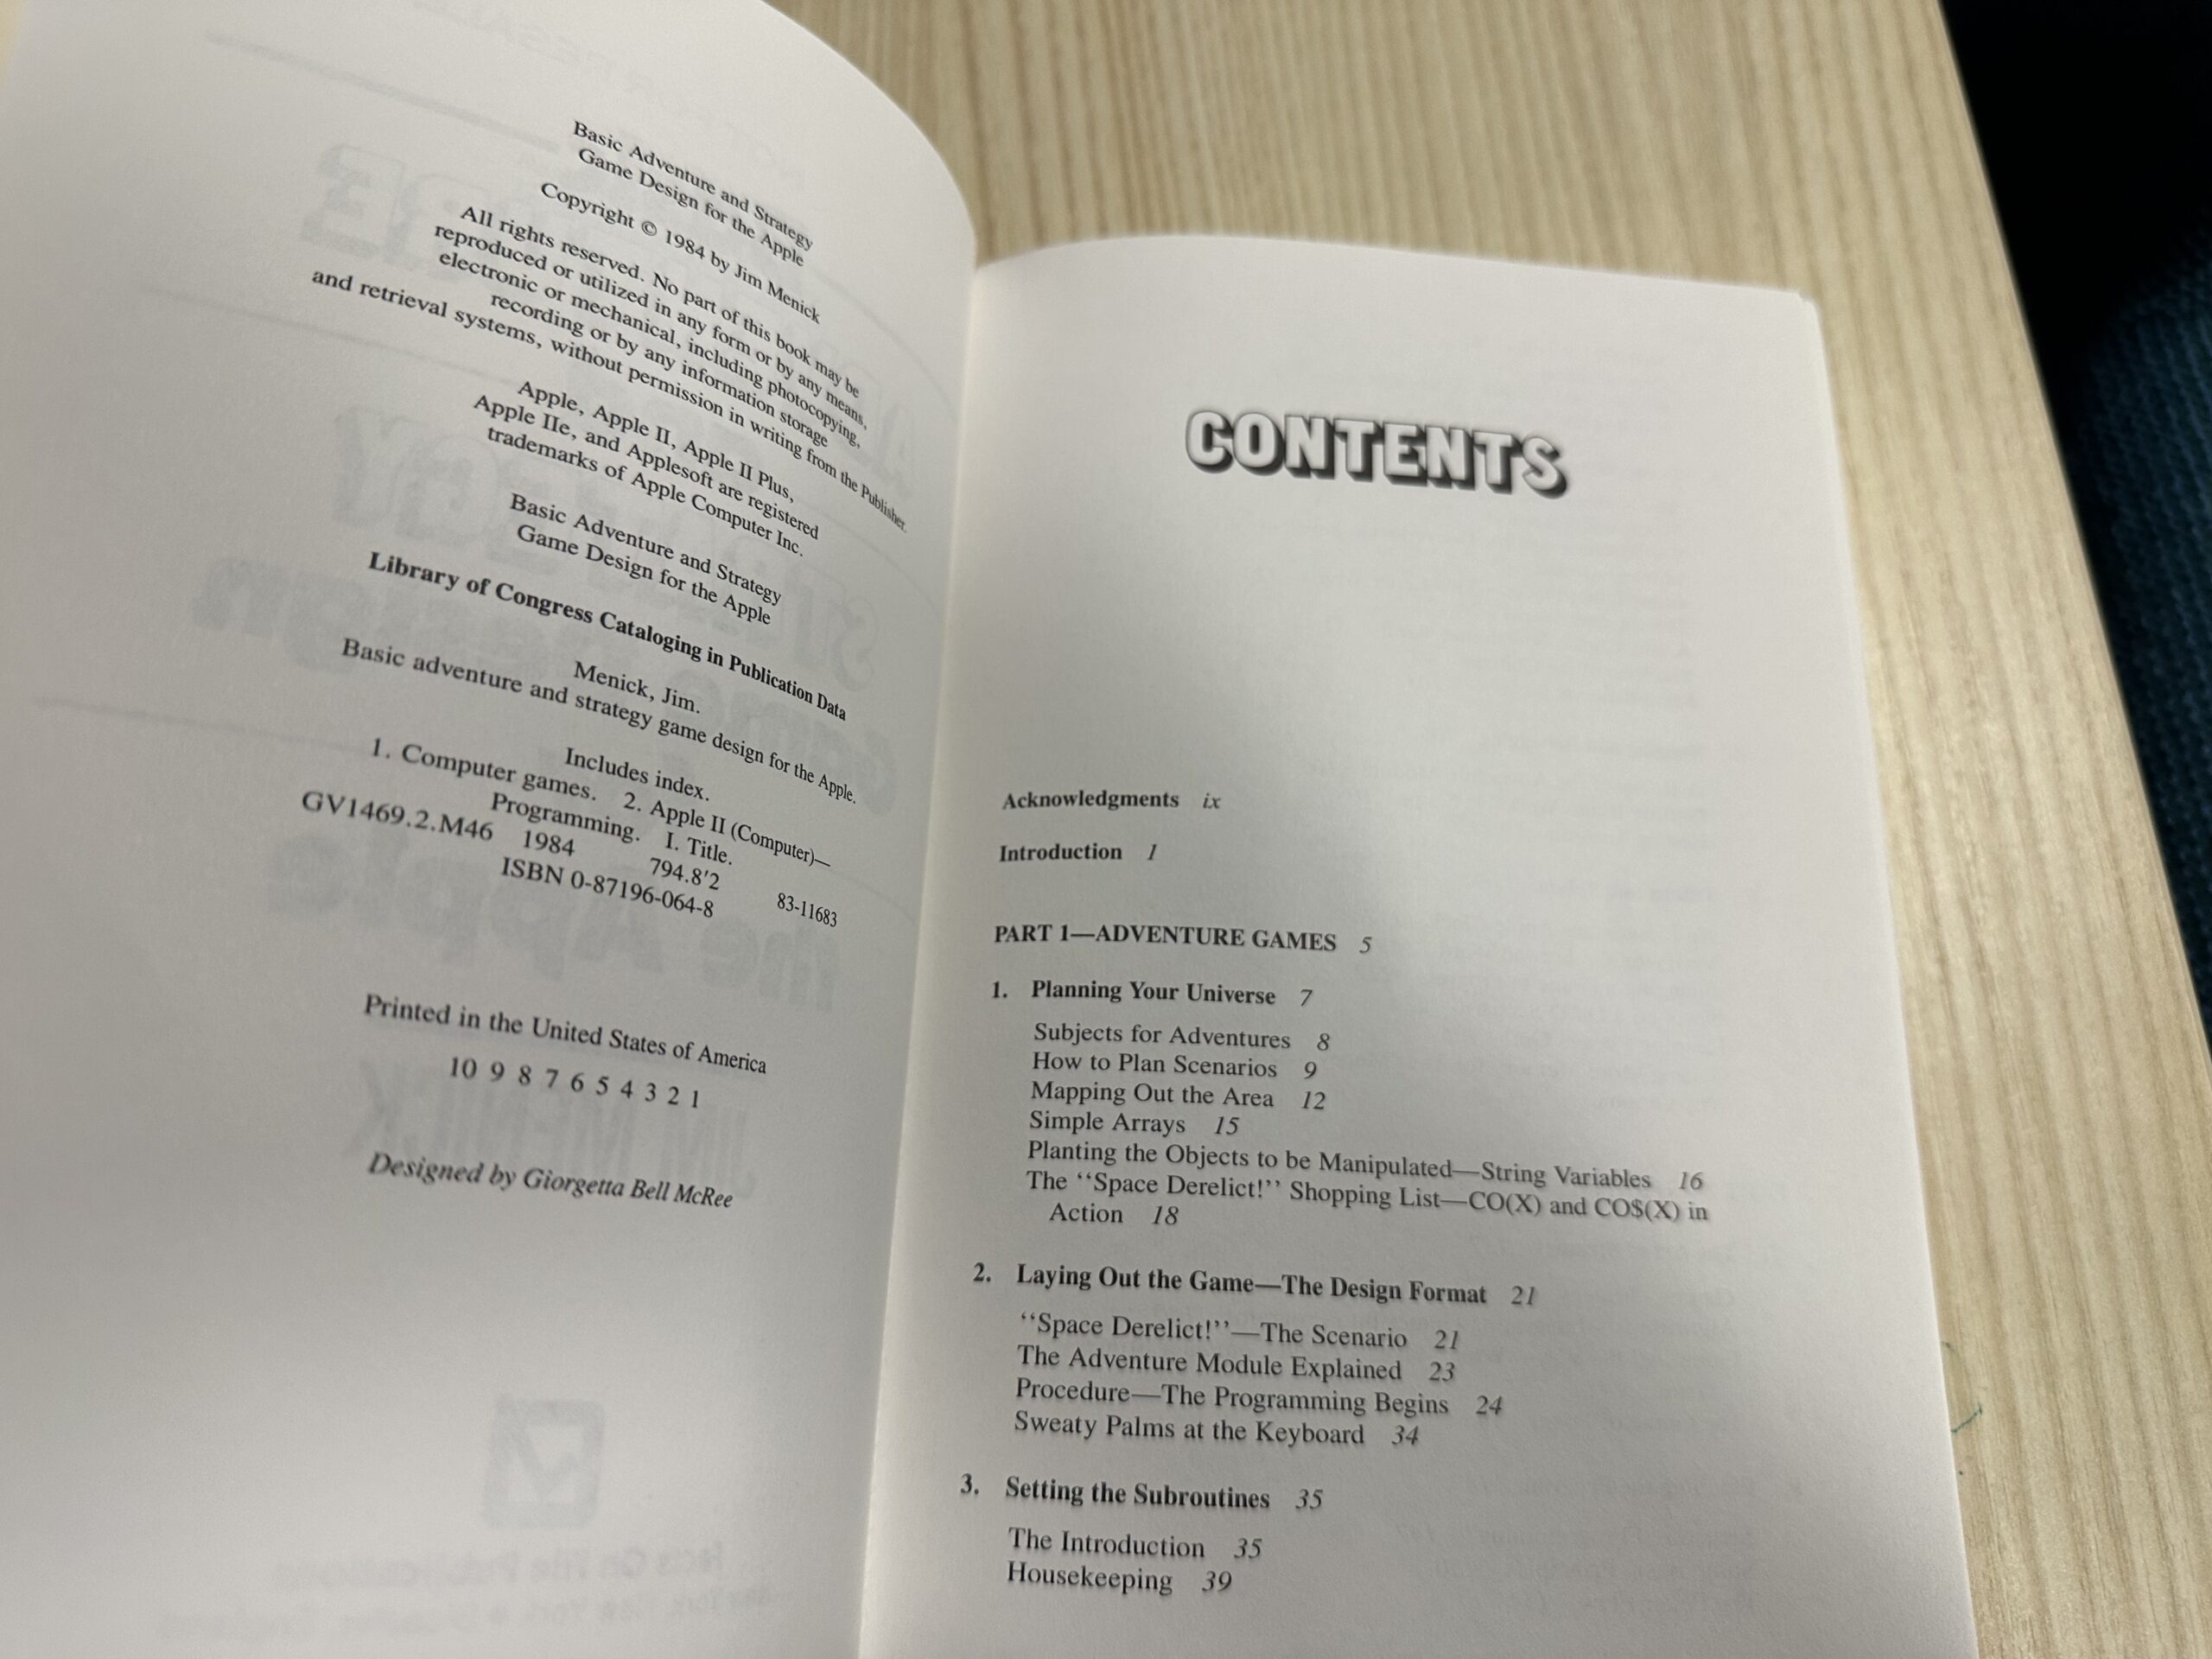 Basic Adventure and Strategy
Game Design for the Apple
Copyright © 1984 by Jim Menick
All rights reserved. No part of this book may be
reproduced or utilized in any form or by any means,
electronic or mechanical, including photocopying,
recording or by any information storage
and retrieval systems, without permission in writing from the Publisher.
Apple, Apple II, Apple II Plus,
Apple IIe, and Applesoft are registered
trademarks of Apple Computer Inc.
Basic Adventure and Strategy
Game Design for the Apple
Library of Congress Cataloging in Publication Data
Menick, Jim.
Basic adventure and strategy game design for the Apple.
Includes index.
1. Computer games. 2. Apple II (Computer)—
Programming. I. Title.
GV1469.2.M46 1984 794.8'2 83-11683
ISBN 0-87196-064-8
Printed in the United States of America
10 9 8 7 6 5 4 3 2 1
Designed by Giorgetta Bell McRee
CONTENTS
Acknowledgments ix
Introduction 1
PART 1—ADVENTURE GAMES 5
1. Planning Your Universe 7
Subjects for Adventures 8
How to Plan Scenarios 9
Mapping Out the Area 12
Simple Arrays 15
Planting the Objects to be Manipulated—String Variables 16
The ‘‘Space Derelict!’’ Shopping List—CO(X) and CO$(X) in
Action 18
2. Laying Out the Game—The Design Format 21
‘‘Space Derelict!’’—The Scenario 21
The Adventure Module Explained 23
Procedure—The Programming Begins 24
Sweaty Palms at the Keyboard 34
3. Setting the Subroutines 35
The Introduction 35
Housekeeping 39